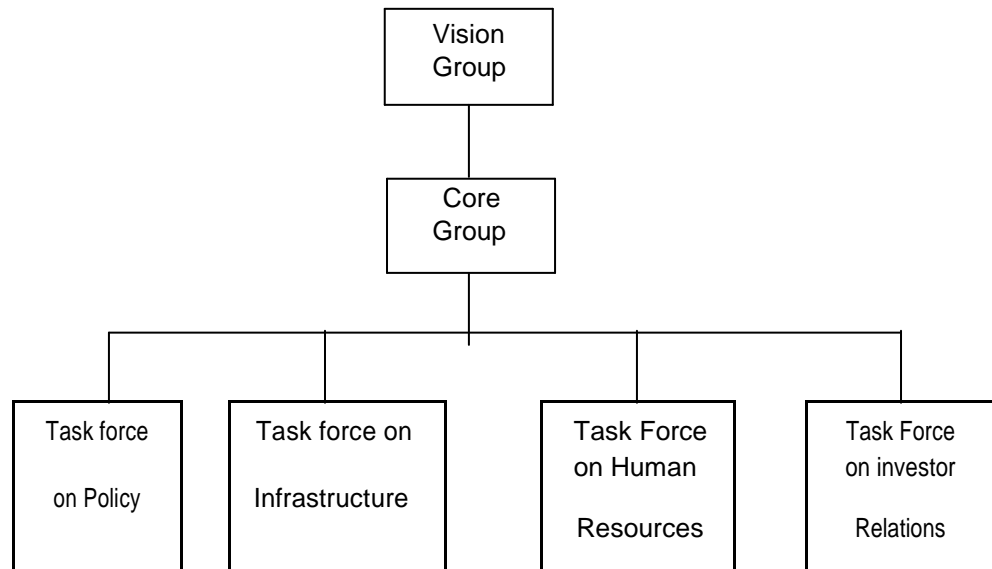 Vision
Group
Core
Group
Task force
on Policy
Task force on
Infrastructure
Task Force
on Human
Resources
Task Force
on investor
Relations